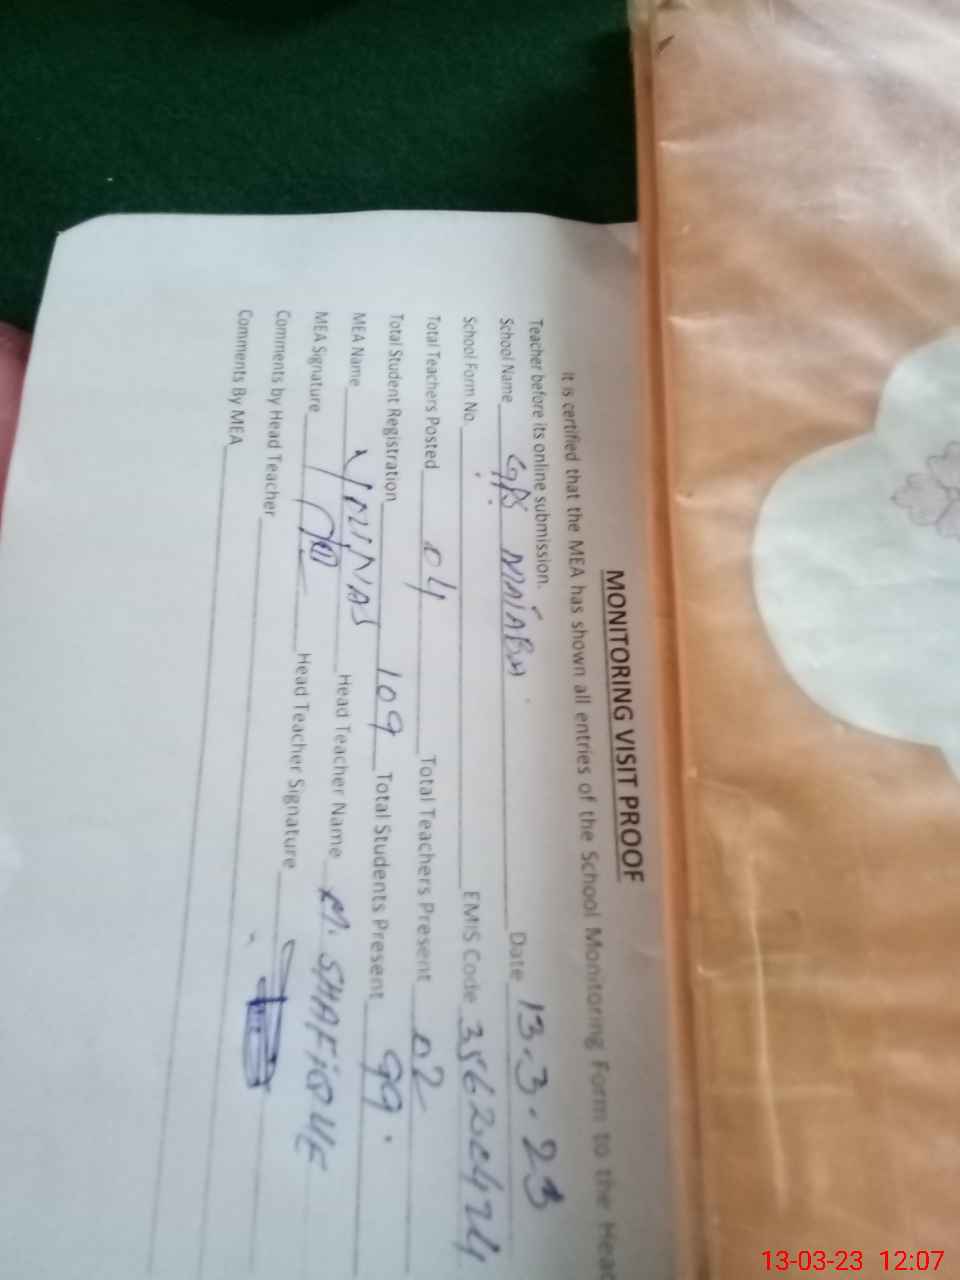 MONITORING VISIT PROOF
It is certified that the MEA has shown all entries of the School Monitoring Form to the Head
Teacher before its online submission.
School Name GPS Date 13.3.23
School Form No. EMIS Code
Total Teachers Posted 04 Total Teachers Present 02
Total Student Registration 109 Total Students Present 99.
MEA Name Head Teacher Name M. SHAFIQUE
MEA Signature Head Teacher Signature
Comments by Head Teacher
Comments By MEA
13-03-23 12:07